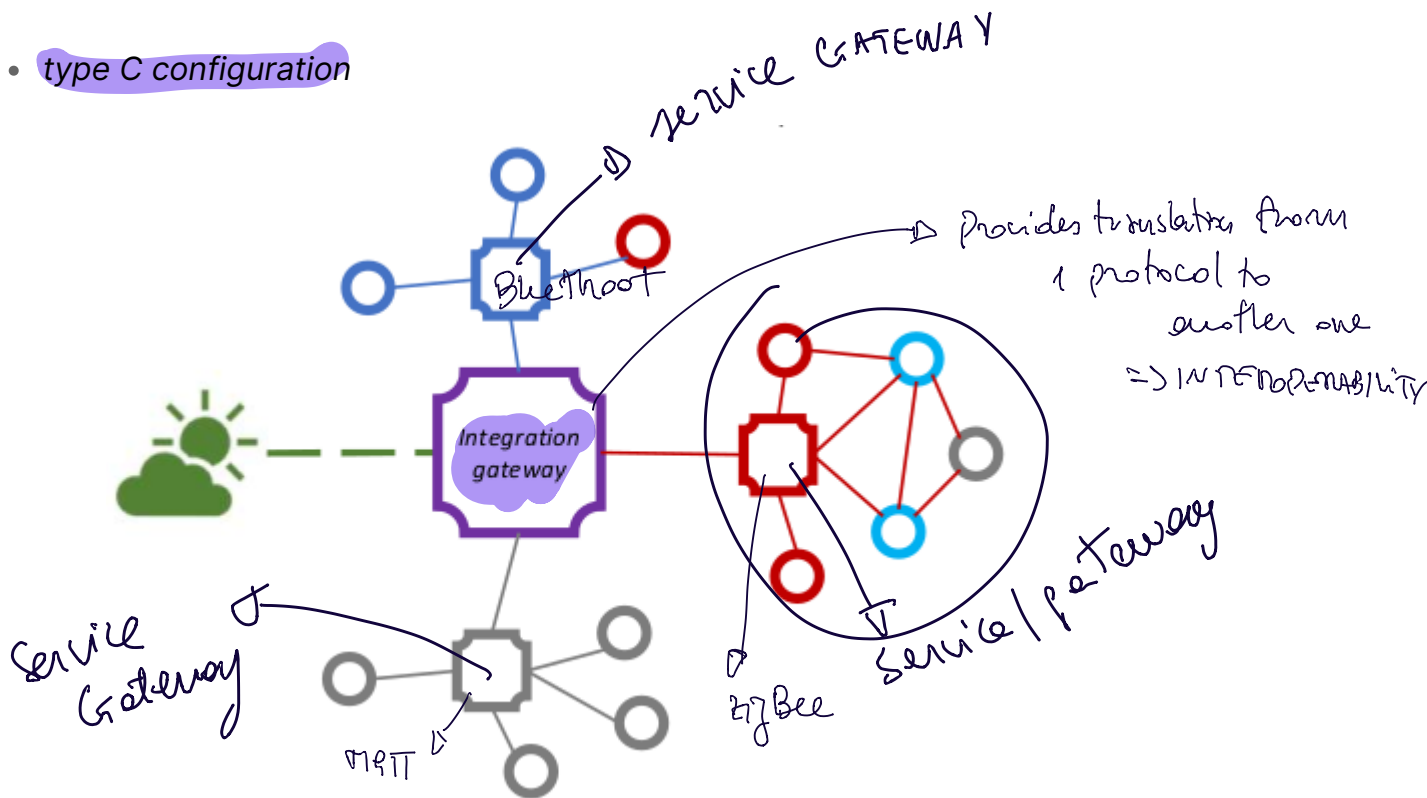 type C configuration
service GATEWAY
Bluethoot
Provides translation from
1 protocol to
another one
=> INTEROPERABILITY
Integration
gateway
service/gateway
Service
Gateway
zigBee
MQTT